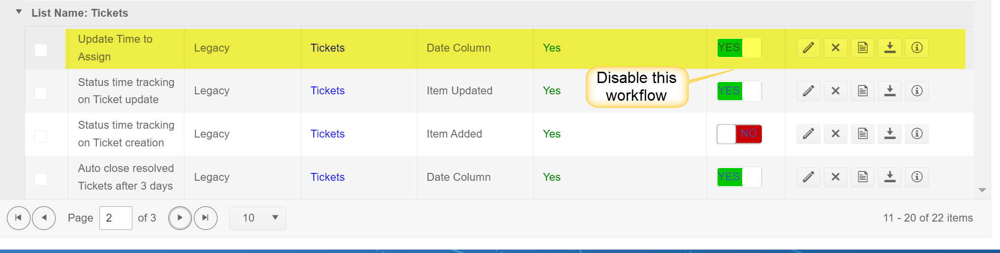 List Name: Tickets
Update Time to
Assign
Legacy
Tickets
Date Column
Yes
YES
Disable this
workflow
Status time tracking
on Ticket update
Legacy
Tickets
Item Updated
Yes
YES
Status time tracking
on Ticket creation
Legacy
Tickets
Item Added
Yes
NO
Auto close resolved
Tickets after 3 days
Legacy
Tickets
Date Column
Yes
YES
Page 2 of 3 10 11 - 20 of 22 items